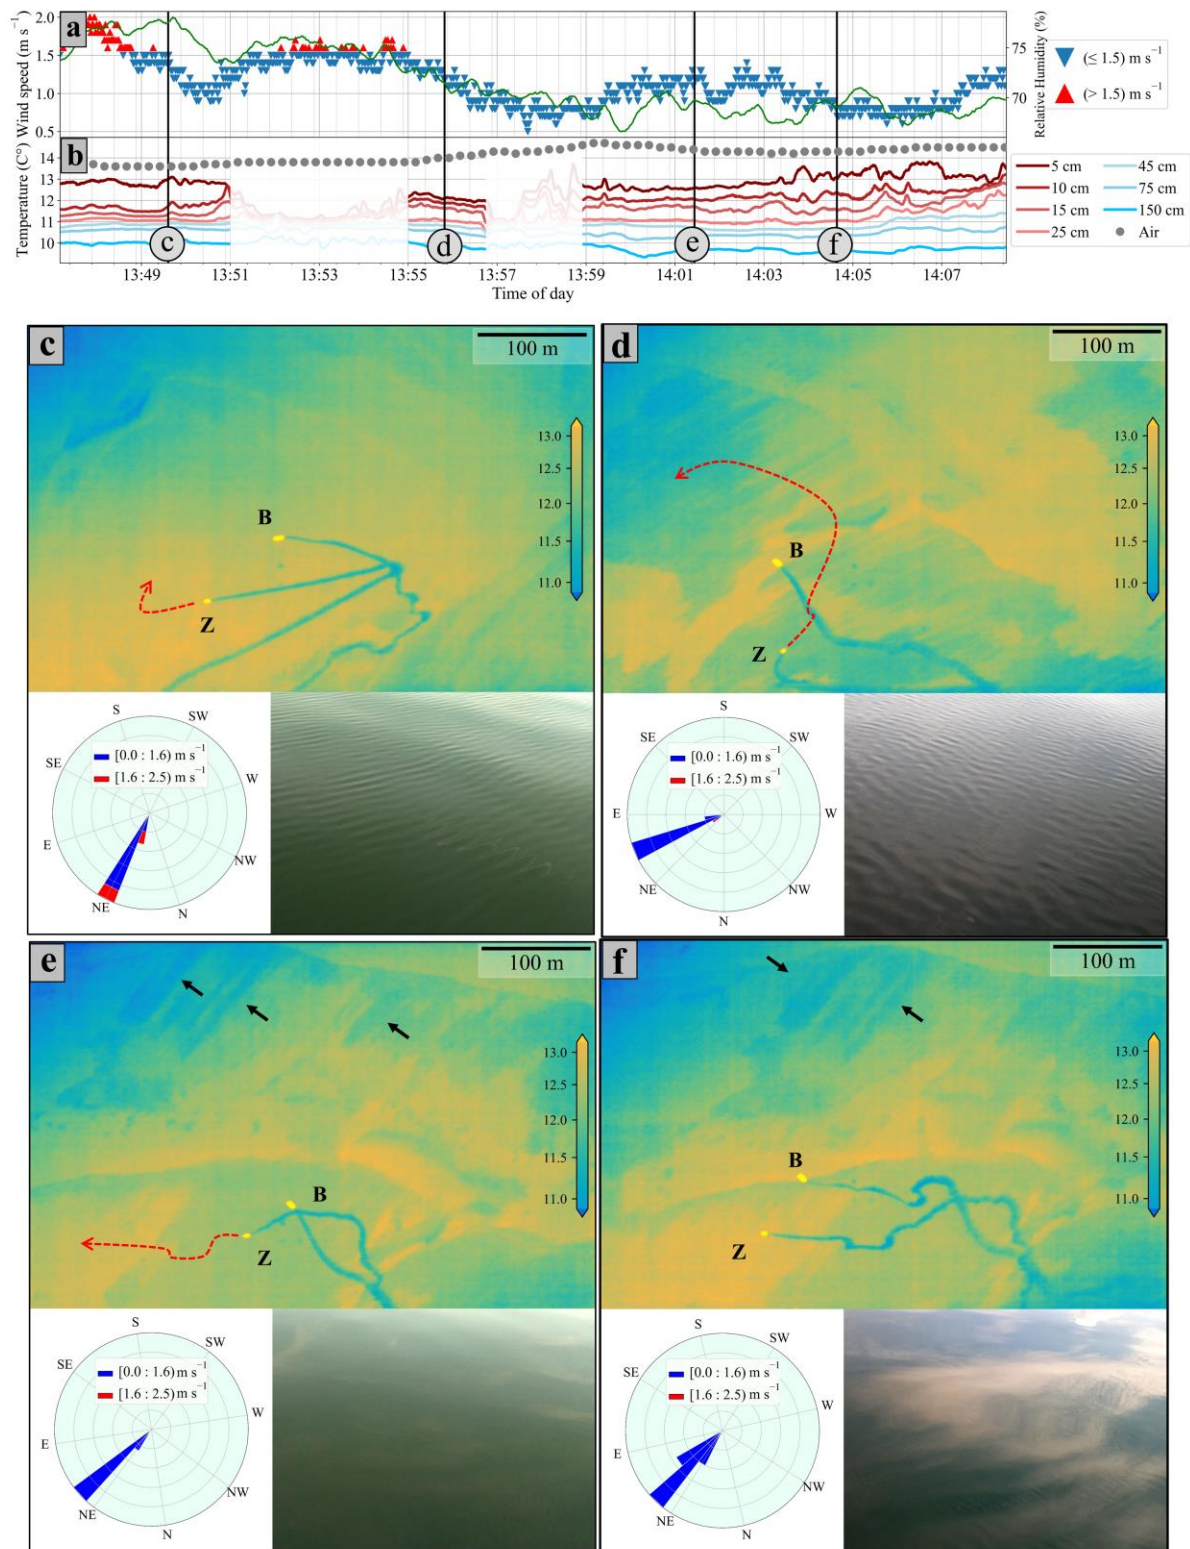 a
Wind speed (m s⁻¹)
2.0
1.5
1.0
0.5
75
70
Relative Humidity (%)
(≤ 1.5) m s⁻¹
(> 1.5) m s⁻¹
b
Temperature (C°)
14
13
12
11
10
c
d
e
f
13:49 13:51 13:53 13:55 13:57 13:59 14:01 14:03 14:05 14:07
Time of day
5 cm 45 cm
10 cm 75 cm
15 cm 150 cm
25 cm Air
c
100 m
13.0
12.5
12.0
11.5
11.0
B
Z
S
SW
SE
W
E
NW
NE
N
[0.0 : 1.6) m s⁻¹
[1.6 : 2.5) m s⁻¹
d
100 m
13.0
12.5
12.0
11.5
11.0
B
Z
S
SE
SW
E
W
NE
NW
N
[0.0 : 1.6) m s⁻¹
[1.6 : 2.5) m s⁻¹
e
100 m
13.0
12.5
12.0
11.5
11.0
B
Z
S
SW
SE
W
E
NW
NE
N
[0.0 : 1.6) m s⁻¹
[1.6 : 2.5) m s⁻¹
f
100 m
13.0
12.5
12.0
11.5
11.0
B
Z
S
SW
SE
W
E
NW
NE
N
[0.0 : 1.6) m s⁻¹
[1.6 : 2.5) m s⁻¹